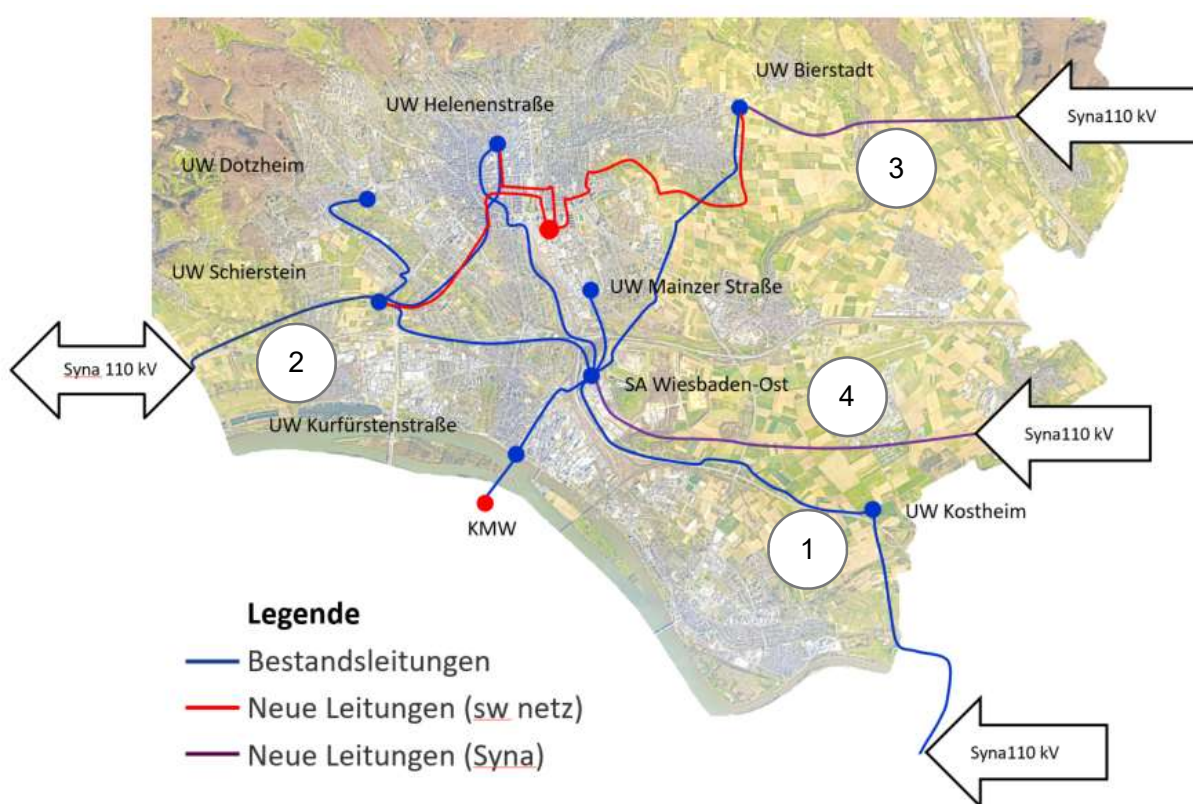 UW Bierstadt
Syna110 kV
UW Helenenstraße
3
UW Dotzheim
UW Schierstein
UW Mainzer Straße
Syna 110 kV
2
SA Wiesbaden-Ost
4
UW Kurfürstenstraße
Syna110 kV
UW Kostheim
KMW
1
Legende
Bestandsleitungen
Neue Leitungen (sw netz)
Neue Leitungen (Syna)
Syna110 kV